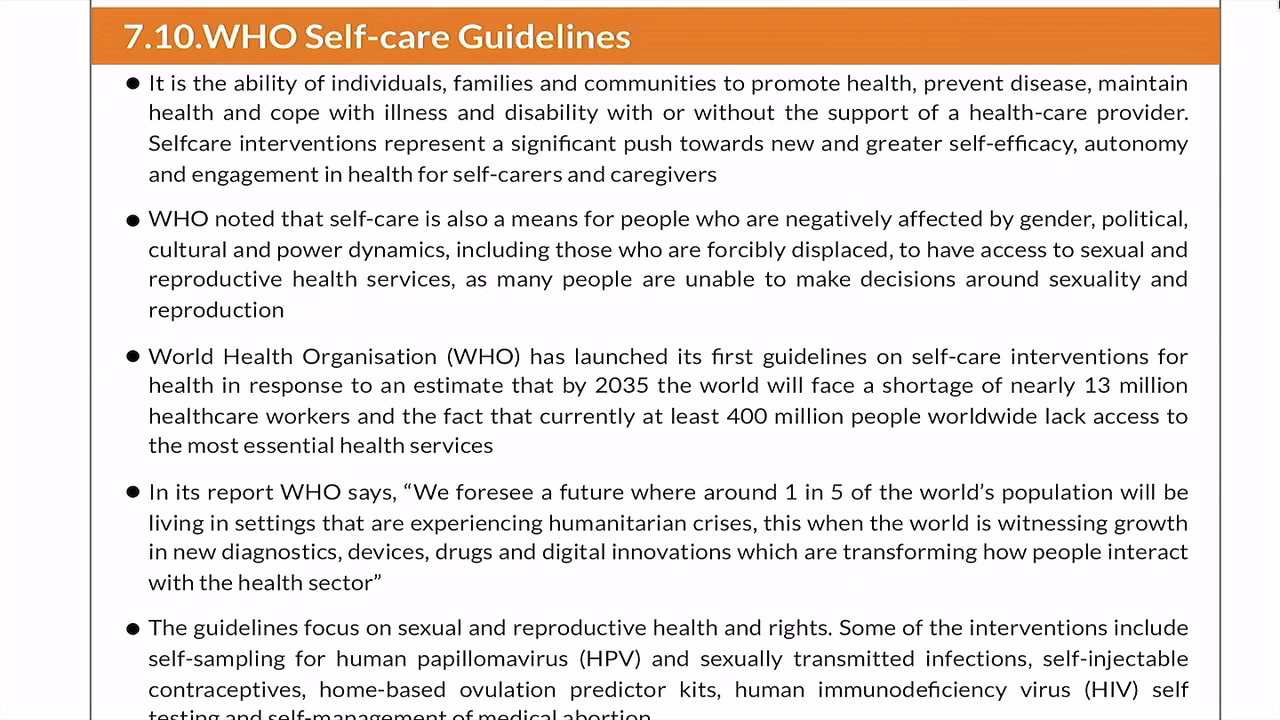 7.10.WHO Self-care Guidelines
● It is the ability of individuals, families and communities to promote health, prevent disease, maintain
health and cope with illness and disability with or without the support of a health-care provider.
Selfcare interventions represent a significant push towards new and greater self-efficacy, autonomy
and engagement in health for self-carers and caregivers
● WHO noted that self-care is also a means for people who are negatively affected by gender, political,
cultural and power dynamics, including those who are forcibly displaced, to have access to sexual and
reproductive health services, as many people are unable to make decisions around sexuality and
reproduction
● World Health Organisation (WHO) has launched its first guidelines on self-care interventions for
health in response to an estimate that by 2035 the world will face a shortage of nearly 13 million
healthcare workers and the fact that currently at least 400 million people worldwide lack access to
the most essential health services
● In its report WHO says, “We foresee a future where around 1 in 5 of the world’s population will be
living in settings that are experiencing humanitarian crises, this when the world is witnessing growth
in new diagnostics, devices, drugs and digital innovations which are transforming how people interact
with the health sector”
● The guidelines focus on sexual and reproductive health and rights. Some of the interventions include
self-sampling for human papillomavirus (HPV) and sexually transmitted infections, self-injectable
contraceptives, home-based ovulation predictor kits, human immunodeficiency virus (HIV) self
testing and self-management of medical abortion